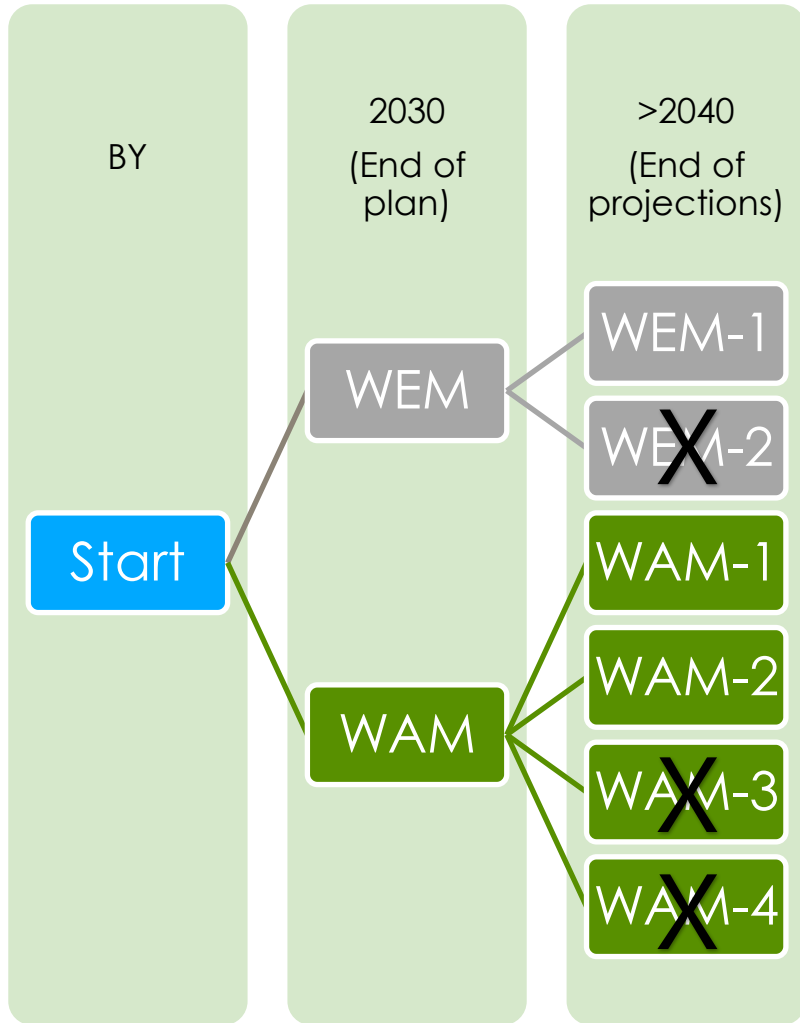 BY
2030
(End of
plan)
>2040
(End of
projections)
Start
WEM
WAM
WEM-1
WEM-2
X
WAM-1
WAM-2
WAM-3
X
WAM-4
X